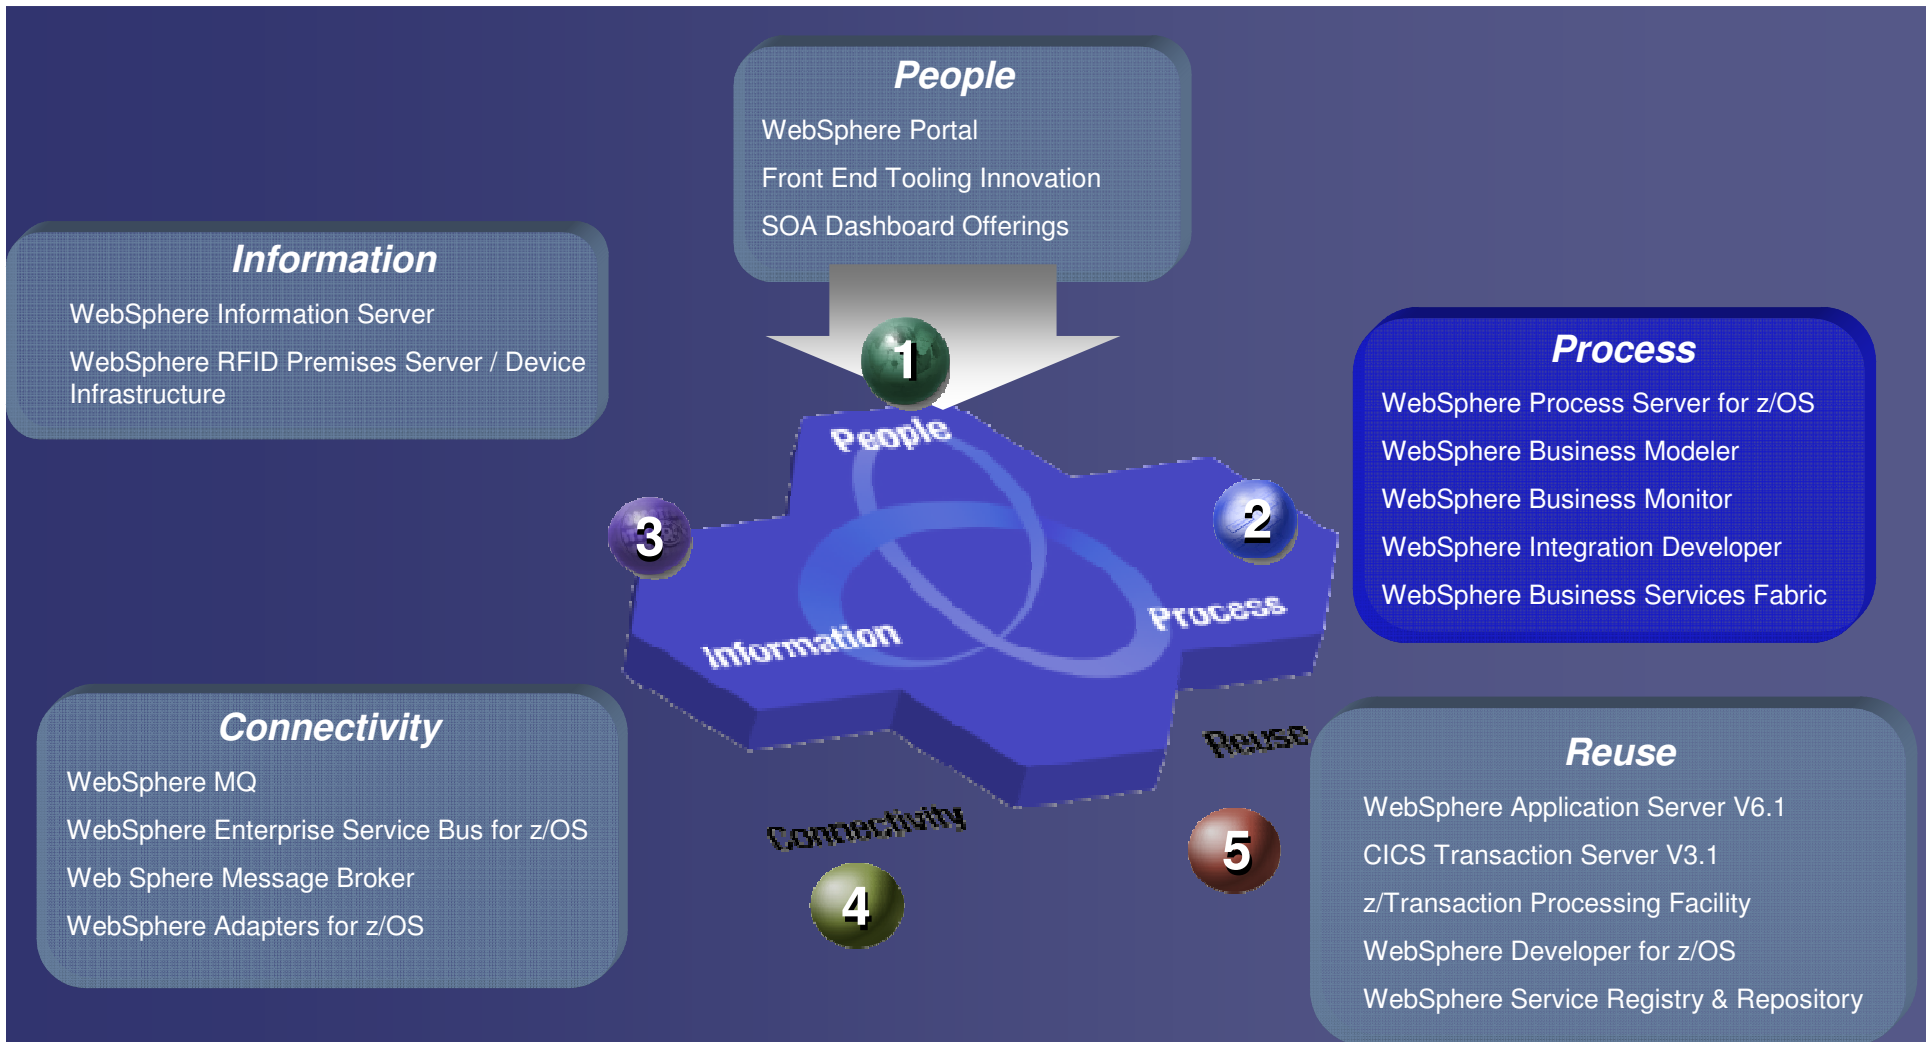 People
WebSphere Portal
Front End Tooling Innovation
SOA Dashboard Offerings
Information
WebSphere Information Server
WebSphere RFID Premises Server / Device
Infrastructure
Process
WebSphere Process Server for z/OS
WebSphere Business Modeler
WebSphere Business Monitor
WebSphere Integration Developer
WebSphere Business Services Fabric
1
People
2
3
Process
Information
Reuse
Connectivity
4
5
Connectivity
WebSphere MQ
WebSphere Enterprise Service Bus for z/OS
Web Sphere Message Broker
WebSphere Adapters for z/OS
Reuse
WebSphere Application Server V6.1
CICS Transaction Server V3.1
z/Transaction Processing Facility
WebSphere Developer for z/OS
WebSphere Service Registry & Repository